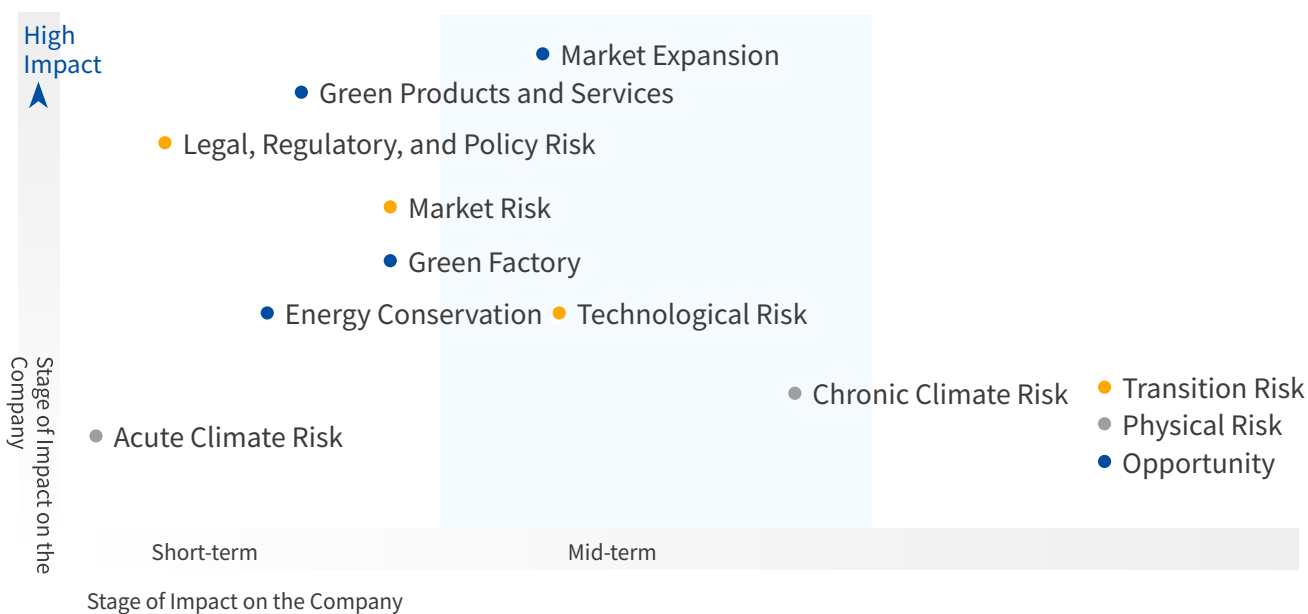 High
Impact
Market Expansion
Green Products and Services
Legal, Regulatory, and Policy Risk
Market Risk
Green Factory
Energy Conservation
Technological Risk
Stage of Impact on the
Company
Chronic Climate Risk
Acute Climate Risk
Transition Risk
Physical Risk
Opportunity
Short-term
Mid-term
Stage of Impact on the Company